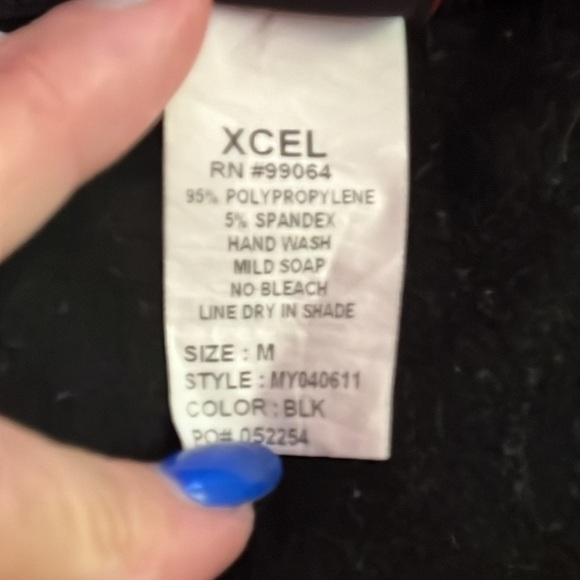 XCEL
RN #99064
95% POLYPROPYLENE
5% SPANDEX
HAND WASH
MILD SOAP
NO BLEACH
LINE DRY IN SHADE
SIZE : M
STYLE : MY040611
COLOR : BLK
PO# 052254